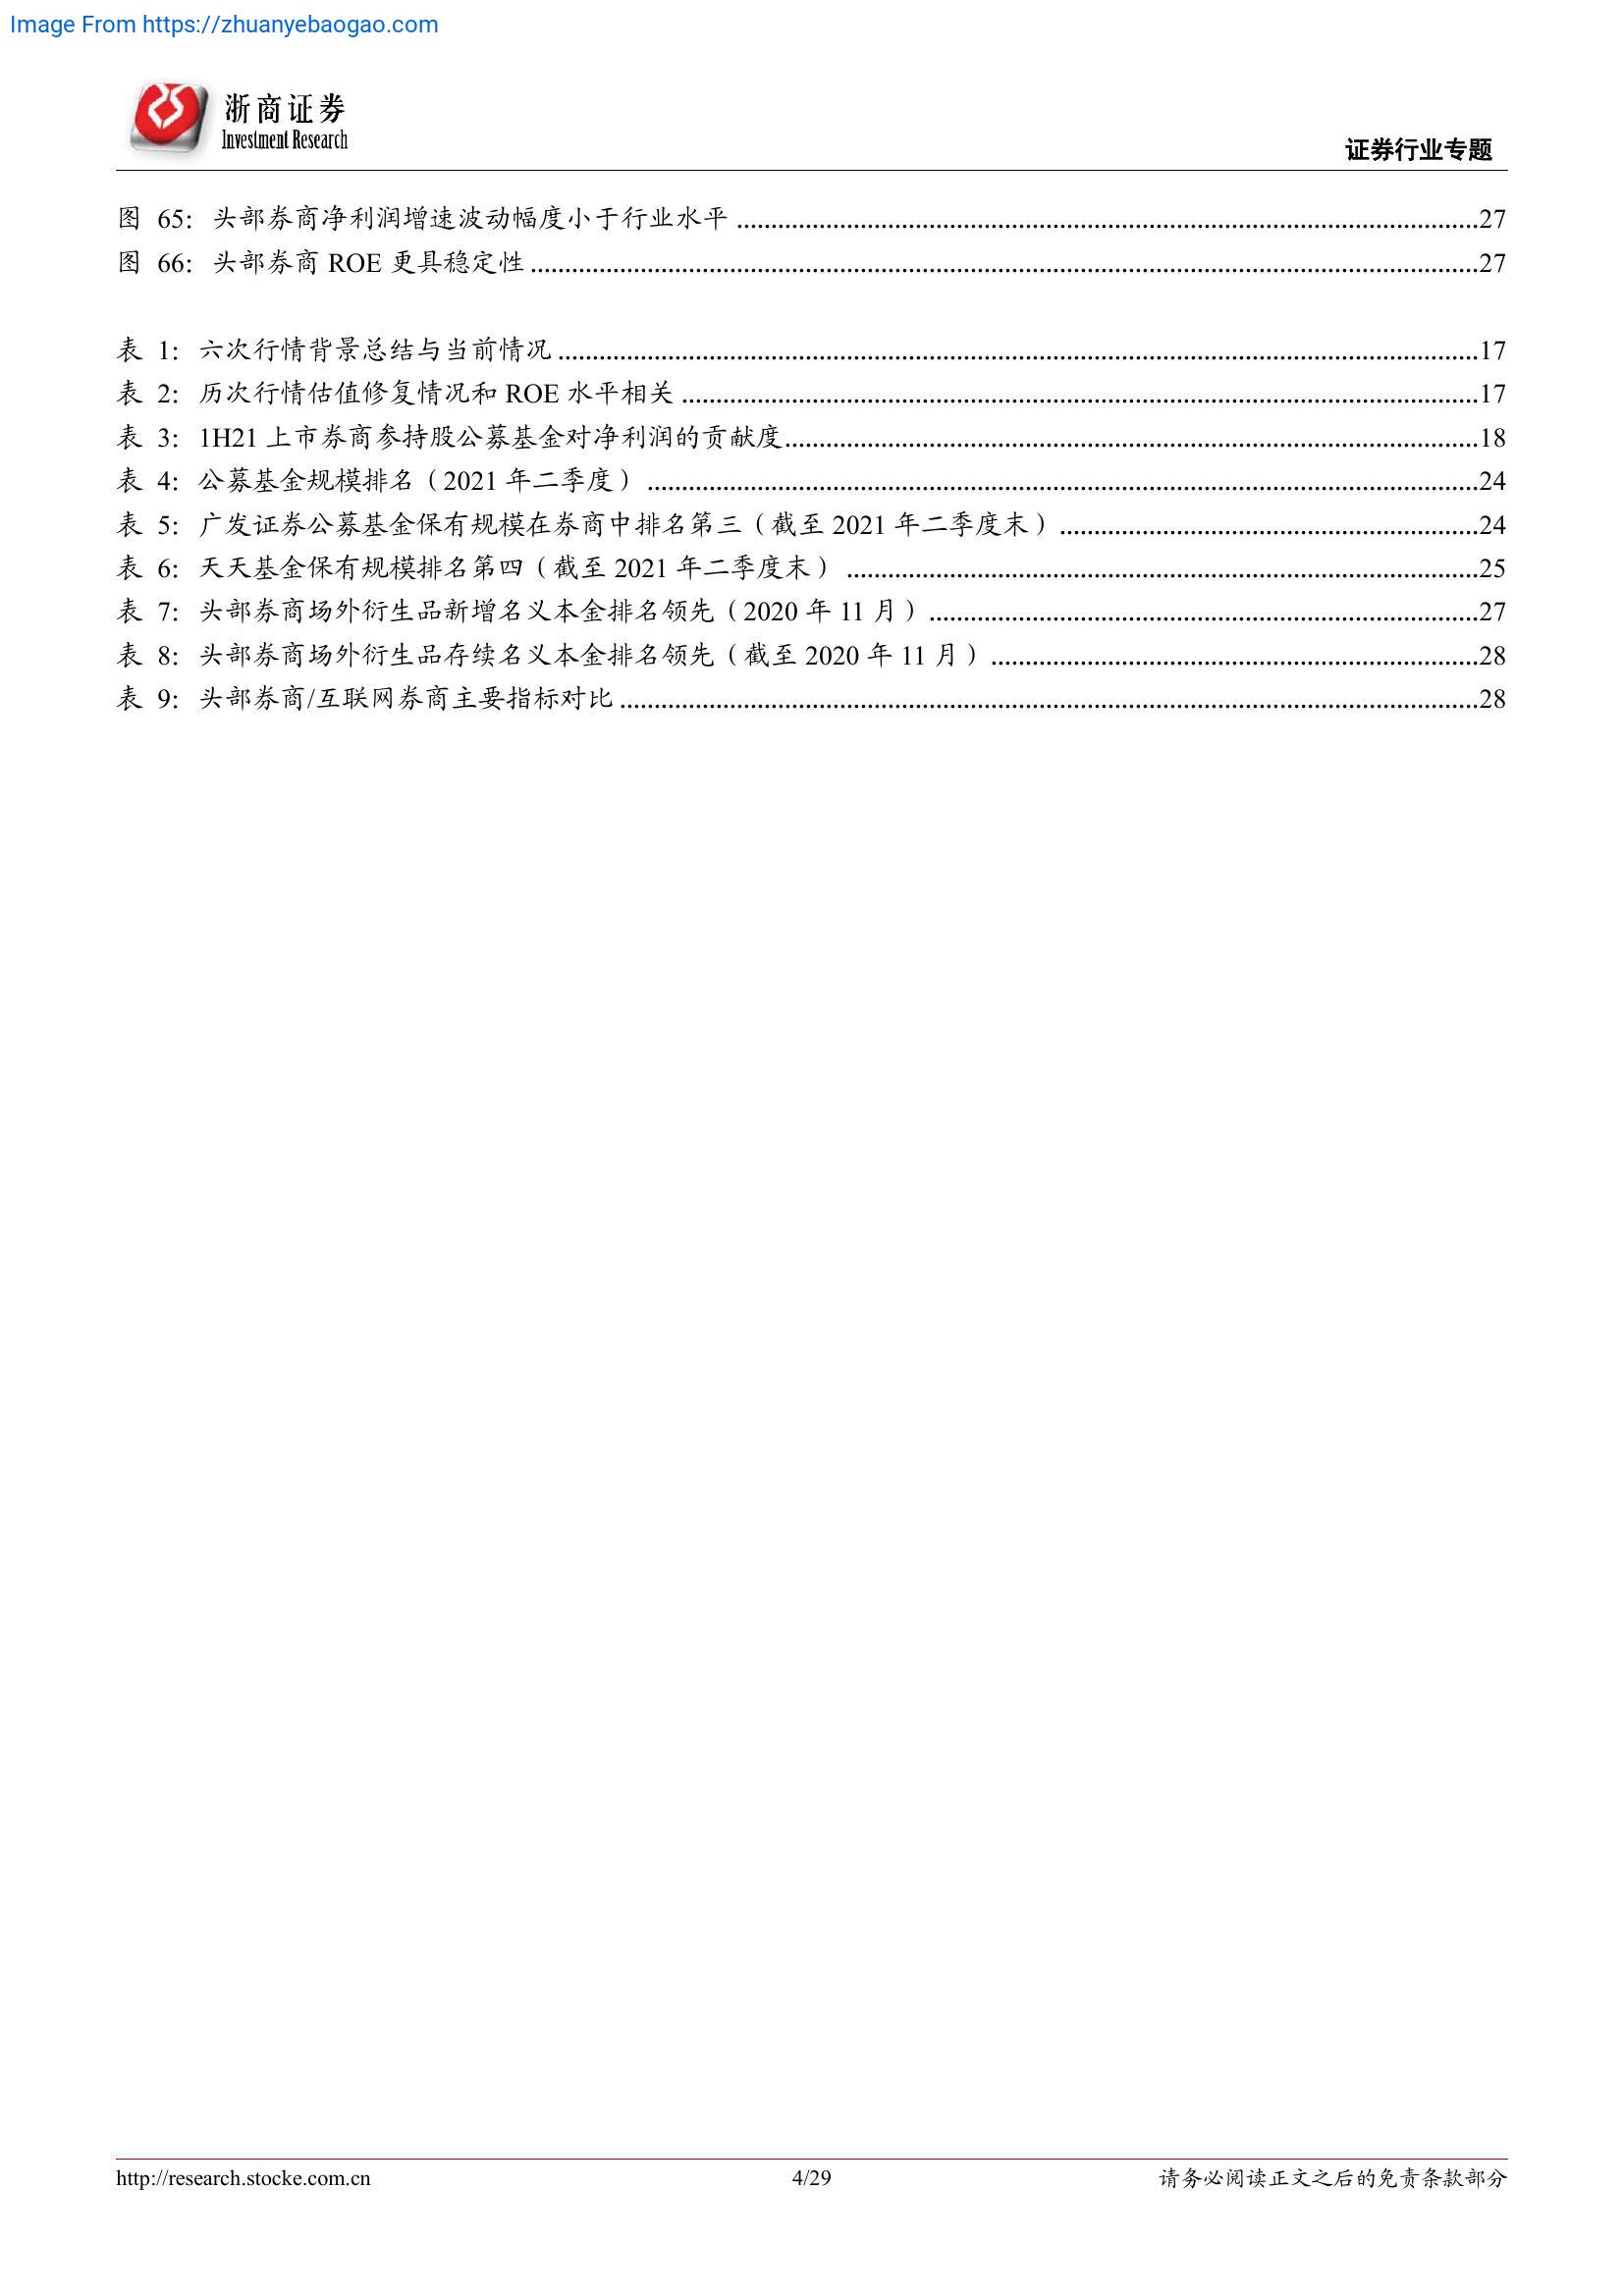 Image From https://zhuanyebaogao.com
浙商证券
Investment Research
证券行业专题
图 65：头部券商净利润增速波动幅度小于行业水平 ..........27
图 66：头部券商 ROE 更具稳定性 ..........27
表 1：六次行情背景总结与当前情况 ..........17
表 2：历次行情估值修复情况和 ROE 水平相关 ..........17
表 3：1H21 上市券商参持股公募基金对净利润的贡献度 ..........18
表 4：公募基金规模排名（2021 年二季度） ..........24
表 5：广发证券公募基金保有规模在券商中排名第三（截至 2021 年二季度末） ..........24
表 6：天天基金保有规模排名第四（截至 2021 年二季度末） ..........25
表 7：头部券商场外衍生品新增名义本金排名领先（2020 年 11 月） ..........27
表 8：头部券商场外衍生品存续名义本金排名领先（截至 2020 年 11 月） ..........28
表 9：头部券商/互联网券商主要指标对比 ..........28
http://research.stocke.com.cn
4/29
请务必阅读正文之后的免责条款部分